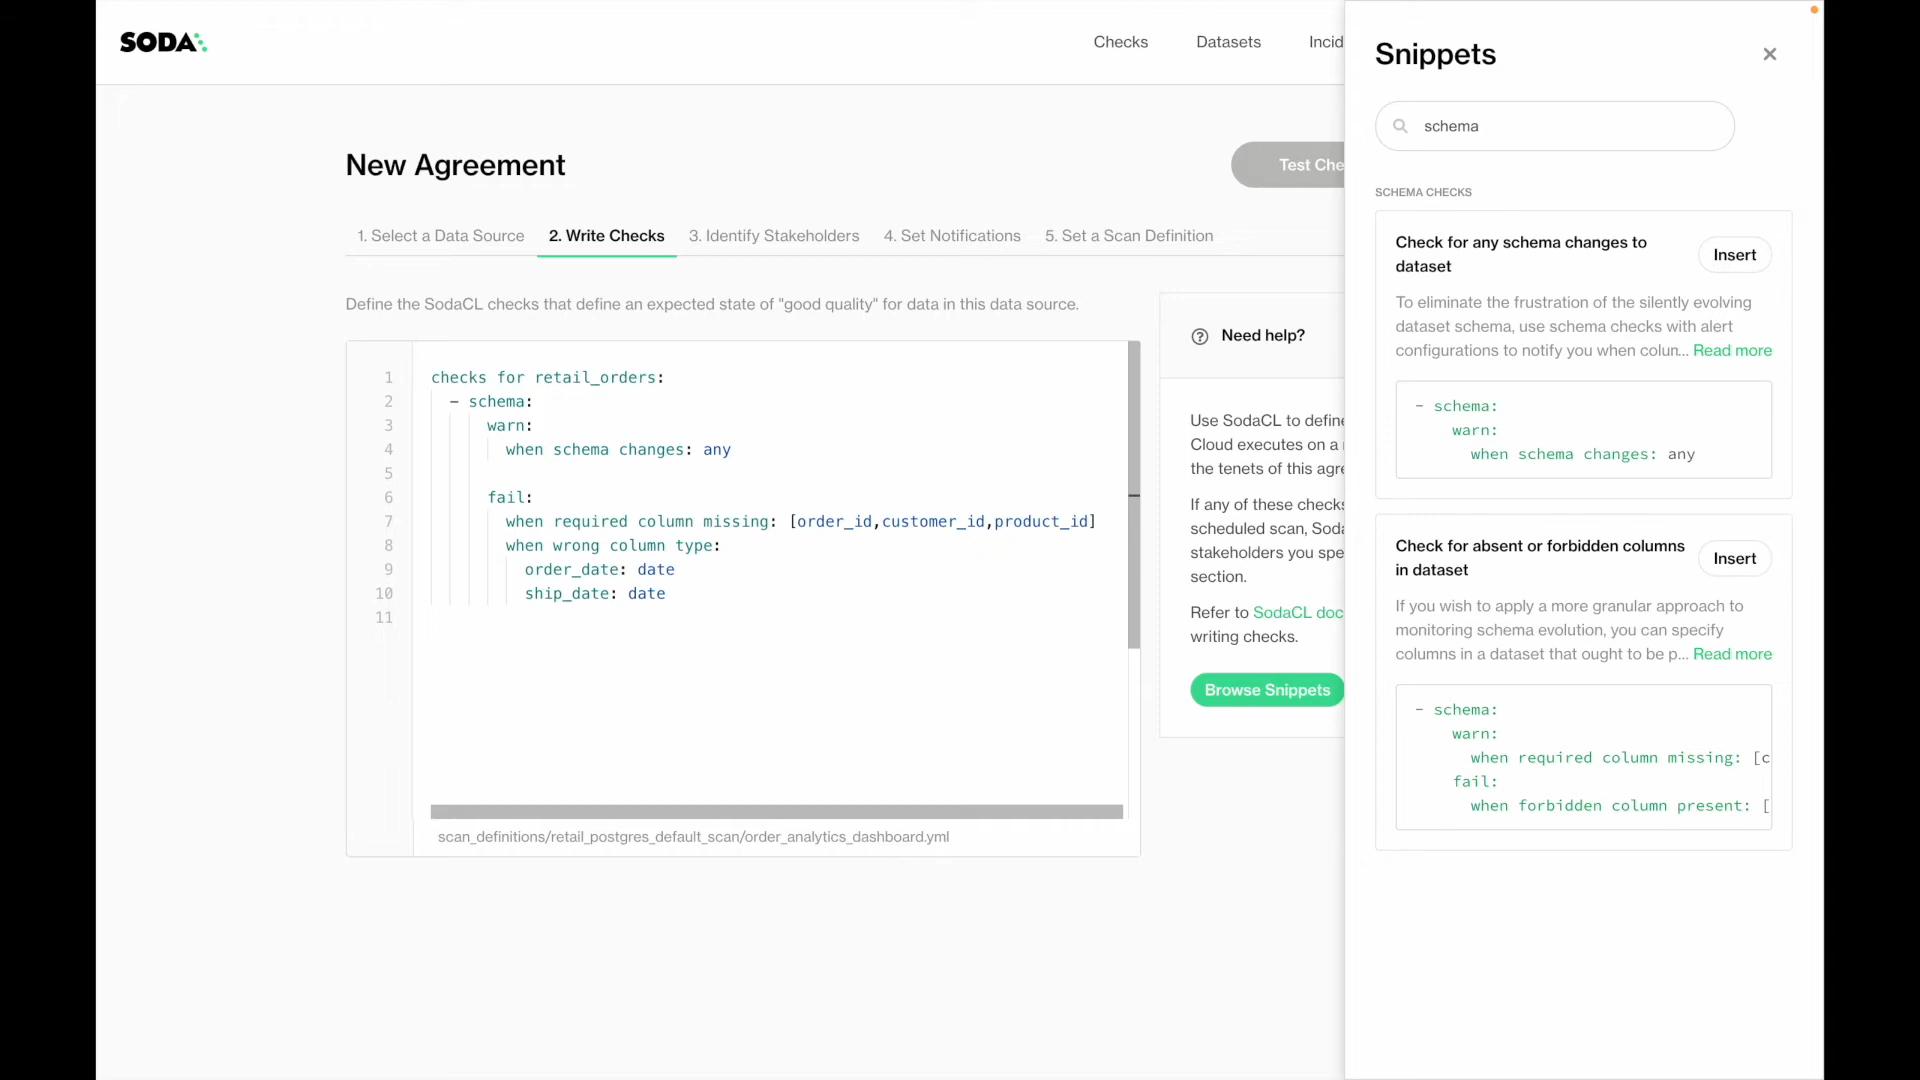 SODA
Checks
Datasets
Incid
New Agreement
Test Che
1. Select a Data Source
2. Write Checks
3. Identify Stakeholders
4. Set Notifications
5. Set a Scan Definition
Define the SodaCL checks that define an expected state of "good quality" for data in this data source.
1 checks for retail_orders:
2 - schema:
3 warn:
4 when schema changes: any
5
6 fail:
7 when required column missing: [order_id,customer_id,product_id]
8 when wrong column type:
9 order_date: date
10 ship_date: date
11
scan_definitions/retail_postgres_default_scan/order_analytics_dashboard.yml
Need help?
Use SodaCL to define
Cloud executes on a
the tenets of this agre
If any of these checks
scheduled scan, Soda
stakeholders you spe
section.
Refer to SodaCL doc
writing checks.
Browse Snippets
Snippets
schema
SCHEMA CHECKS
Check for any schema changes to
dataset
Insert
To eliminate the frustration of the silently evolving
dataset schema, use schema checks with alert
configurations to notify you when colun... Read more
- schema:
warn:
when schema changes: any
Check for absent or forbidden columns
in dataset
Insert
If you wish to apply a more granular approach to
monitoring schema evolution, you can specify
columns in a dataset that ought to be p... Read more
- schema:
warn:
when required column missing: [c
fail:
when forbidden column present: [